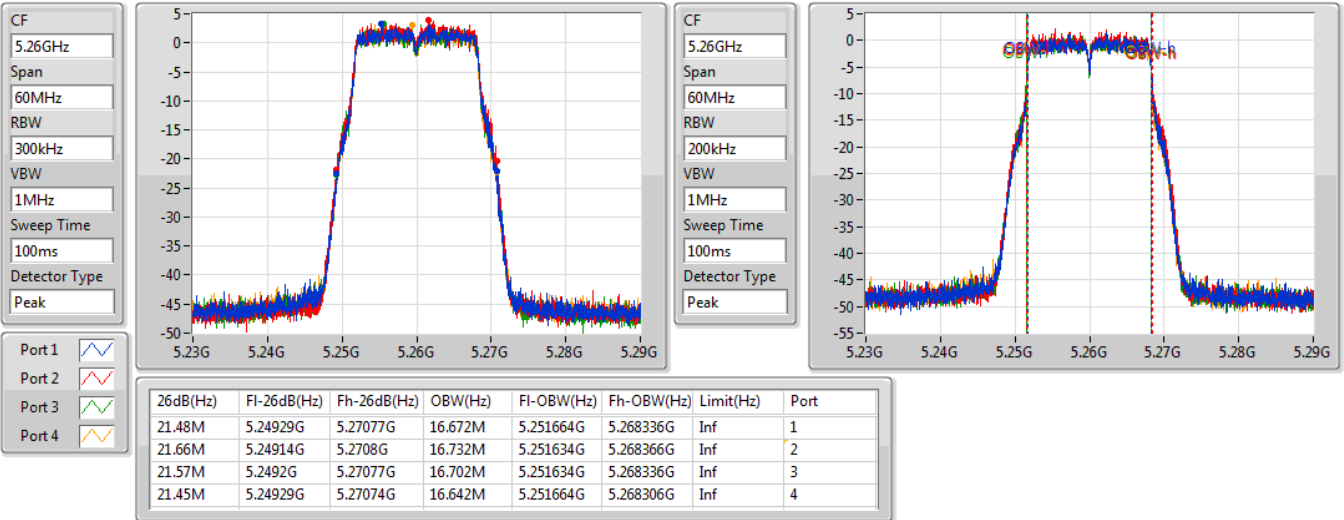 CF
5.26GHz
Span
60MHz
RBW
300kHz
VBW
1MHz
Sweep Time
100ms
Detector Type
Peak
5
0
-5
-10
-15
-20
-25
-30
-35
-40
-45
-50
5.23G 5.24G 5.25G 5.26G 5.27G 5.28G 5.29G
CF
5.26GHz
Span
60MHz
RBW
200kHz
VBW
1MHz
Sweep Time
100ms
Detector Type
Peak
5
0
-5
-10
-15
-20
-25
-30
-35
-40
-45
-50
-55
5.23G 5.24G 5.25G 5.26G 5.27G 5.28G 5.29G
OBW-h
Port 1
Port 2
Port 3
Port 4
26dB(Hz) Fl-26dB(Hz) Fh-26dB(Hz) OBW(Hz) Fl-OBW(Hz) Fh-OBW(Hz) Limit(Hz) Port
21.48M 5.24929G 5.27077G 16.672M 5.251664G 5.268336G Inf 1
21.66M 5.24914G 5.2708G 16.732M 5.251634G 5.268366G Inf 2
21.57M 5.2492G 5.27077G 16.702M 5.251634G 5.268336G Inf 3
21.45M 5.24929G 5.27074G 16.642M 5.251664G 5.268306G Inf 4